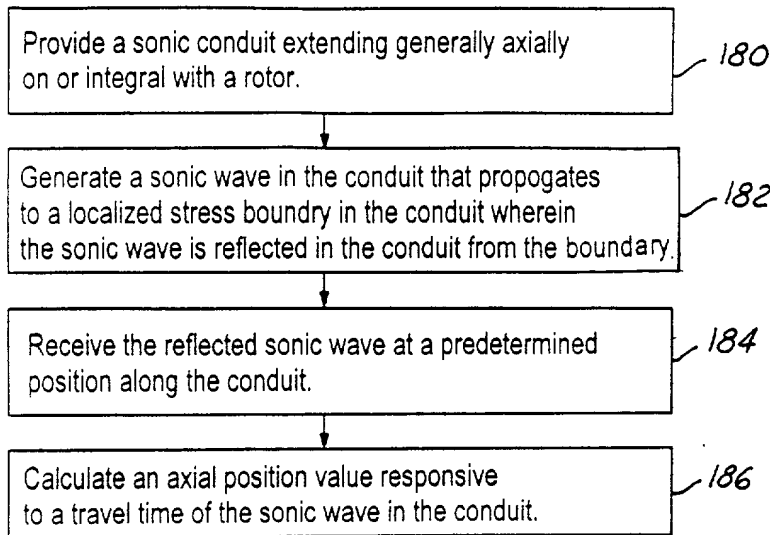 Provide a sonic conduit extending generally axially
on or integral with a rotor.
180
Generate a sonic wave in the conduit that propogates
to a localized stress boundry in the conduit wherein
the sonic wave is reflected in the conduit from the boundary.
182
Receive the reflected sonic wave at a predetermined
position along the conduit.
184
Calculate an axial position value responsive
to a travel time of the sonic wave in the conduit.
186